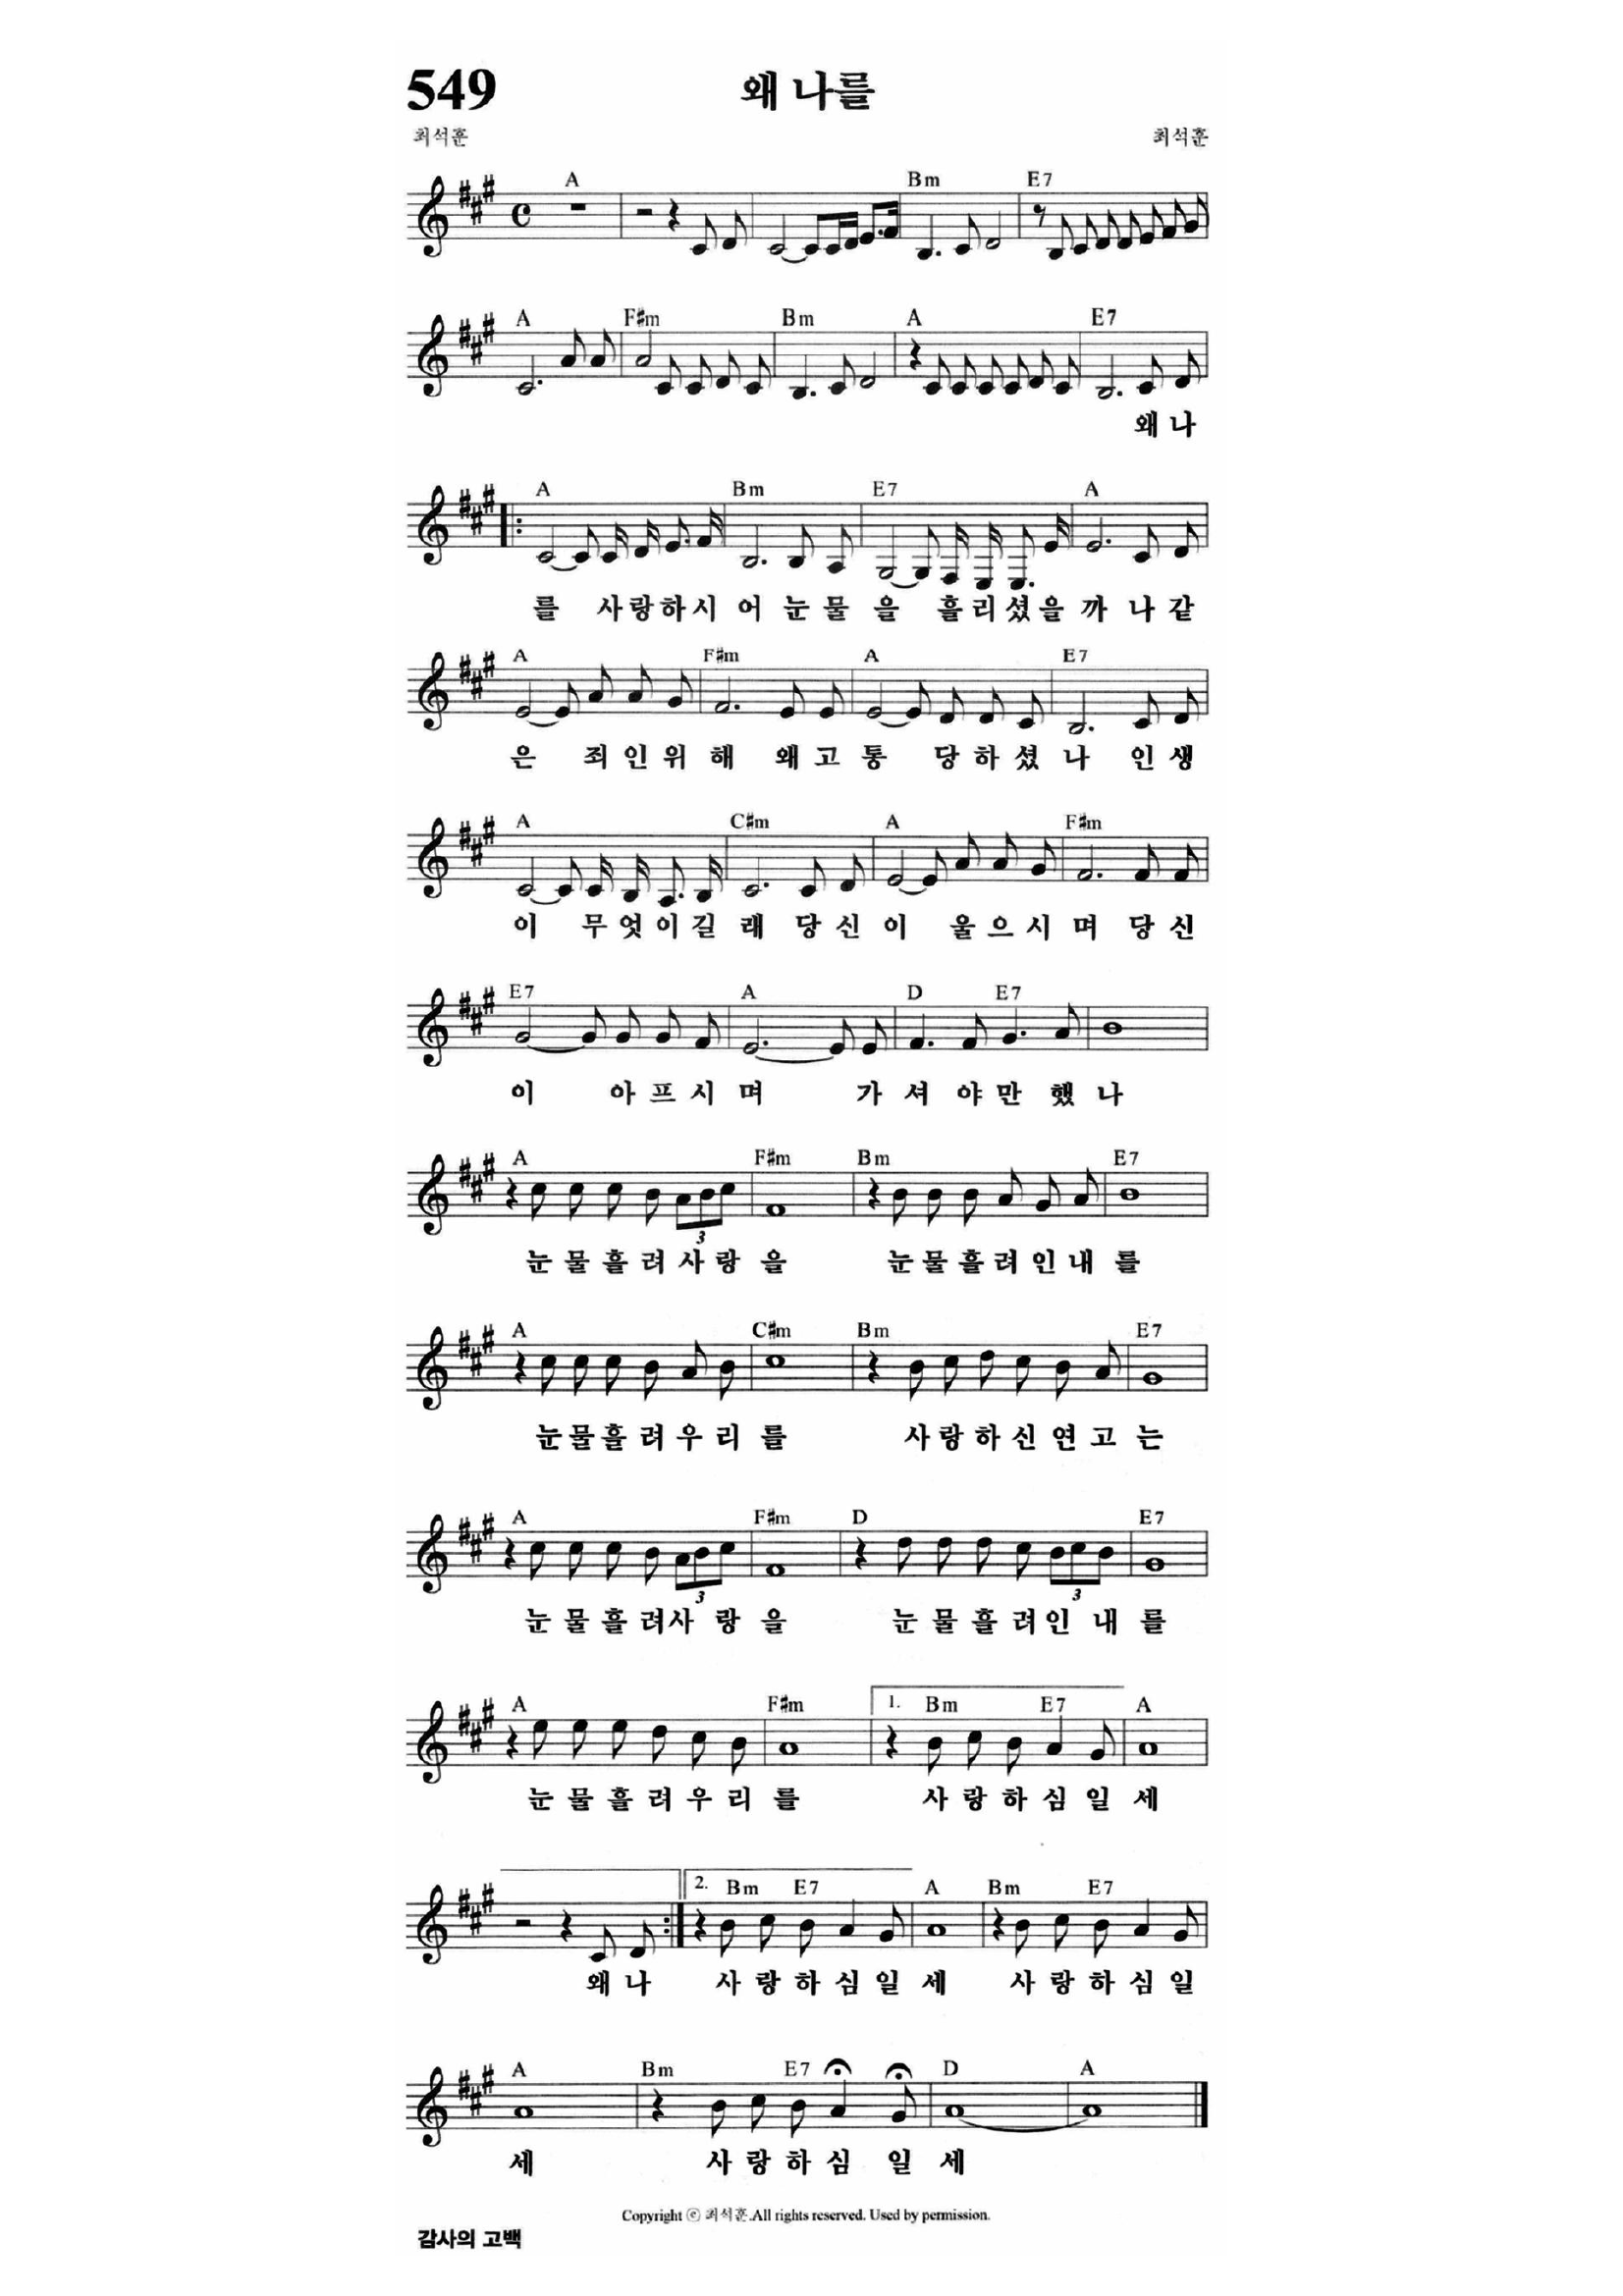 549 왜 나를
최석훈 최석훈
A Bm E7
A F#m Bm A E7
왜 나
A Bm E7 A
를 사 랑 하 시 어 눈 물 을 흘 리 셨 을 까 나 같
A F#m A E7
은 죄 인 위 해 왜 고 통 당 하 셨 나 인 생
A C#m A F#m
이 무 엇 이 길 래 당 신 이 울 으 시 며 당 신
E7 A D E7
이 아 프 시 며 가 셔 야 만 했 나
A F#m Bm E7
3
눈 물 흘 려 사 랑 을 눈 물 흘 려 인 내 를
A C#m Bm E7
눈 물 흘 려 우 리 를 사 랑 하 신 연 고 는
A F#m D E7
3 3
눈 물 흘 려 사 랑 을 눈 물 흘 려 인 내 를
A F#m 1. Bm E7 A
눈 물 흘 려 우 리 를 사 랑 하 심 일 세
2. Bm E7 A Bm E7
왜 나 사 랑 하 심 일 세 사 랑 하 심 일
A Bm E7 D A
세 사 랑 하 심 일 세
Copyright ⓒ 최석훈.All rights reserved. Used by permission.
감사의 고백